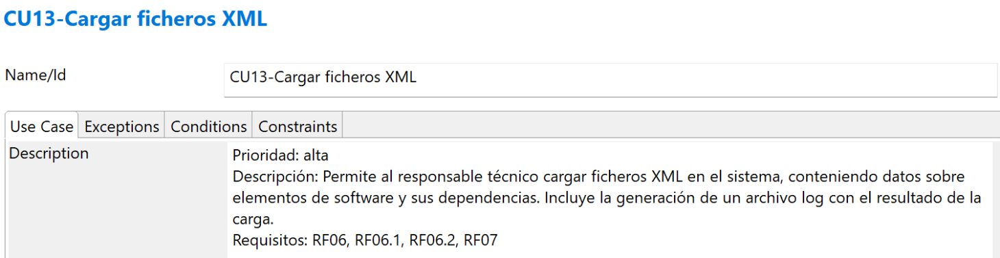 CU13-Cargar ficheros XML
Name/Id
CU13-Cargar ficheros XML
Use Case Exceptions Conditions Constraints
Description
Prioridad: alta
Descripción: Permite al responsable técnico cargar ficheros XML en el sistema, conteniendo datos sobre
elementos de software y sus dependencias. Incluye la generación de un archivo log con el resultado de la
carga.
Requisitos: RF06, RF06.1, RF06.2, RF07